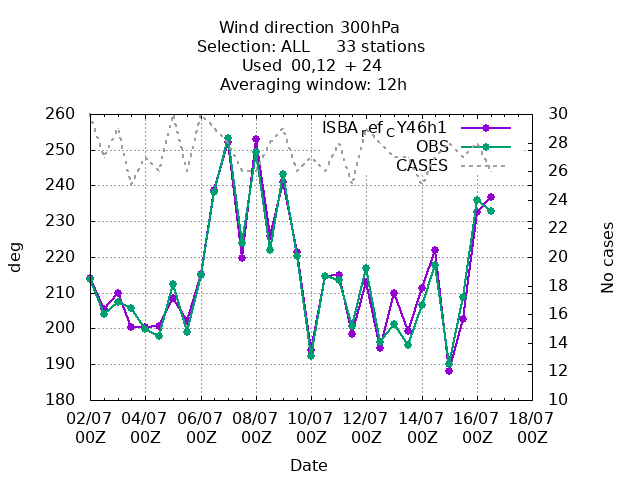 Wind direction 300hPa
Selection: ALL 33 stations
Used 00,12 + 24
Averaging window: 12h
260
250
240
230
220
210
200
190
180
deg
30
28
26
24
22
20
18
16
14
12
10
No cases
ISBA_ref_CY46h1
OBS
CASES
02/07 04/07 06/07 08/07 10/07 12/07 14/07 16/07 18/07
00Z 00Z 00Z 00Z 00Z 00Z 00Z 00Z 00Z
Date